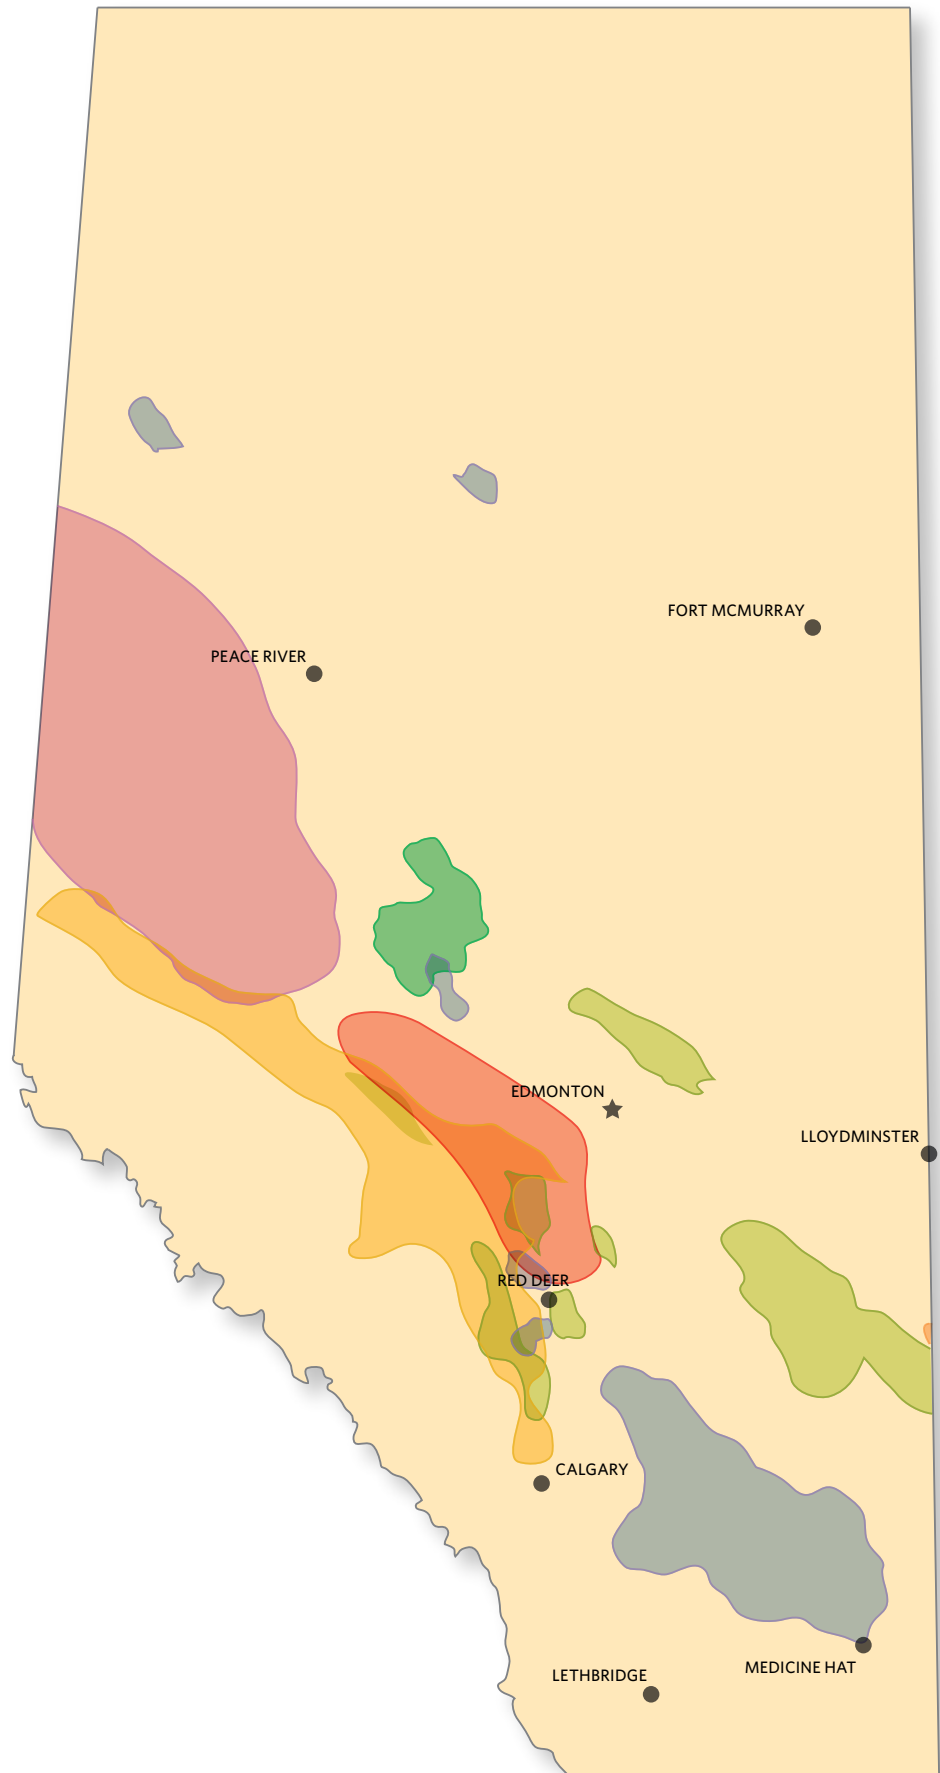 FORT MCMURRAY
PEACE RIVER
EDMONTON
LLOYDMINSTER
RED DEER
CALGARY
MEDICINE HAT
LETHBRIDGE